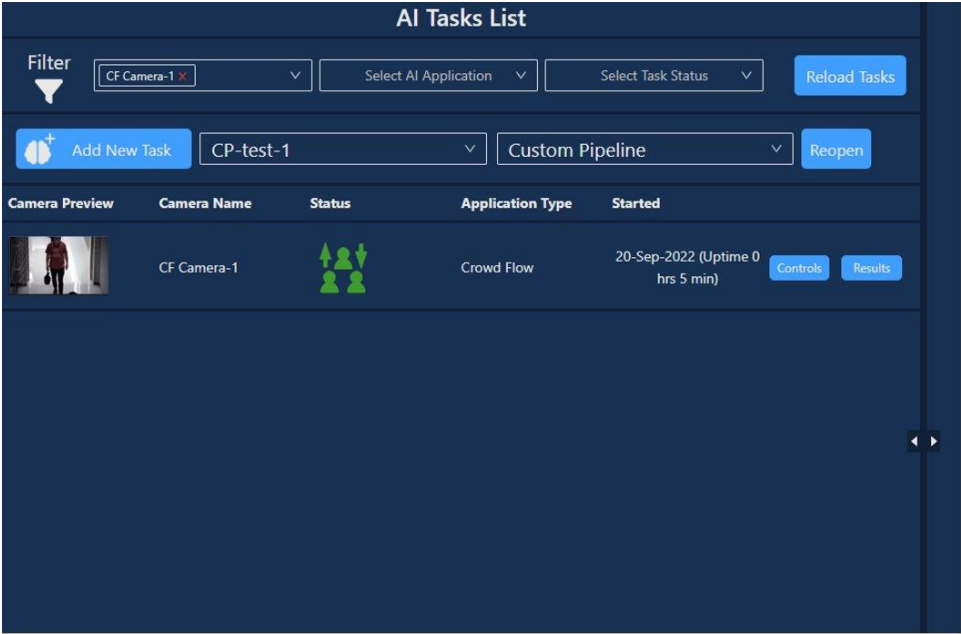 AI Tasks List
Filter
CF Camera-1 X
Select AI Application
Select Task Status
Reload Tasks
Add New Task
CP-test-1
Custom Pipeline
Reopen
Camera Preview Camera Name Status Application Type Started
CF Camera-1
Crowd Flow
20-Sep-2022 (Uptime 0
hrs 5 min)
Controls
Results